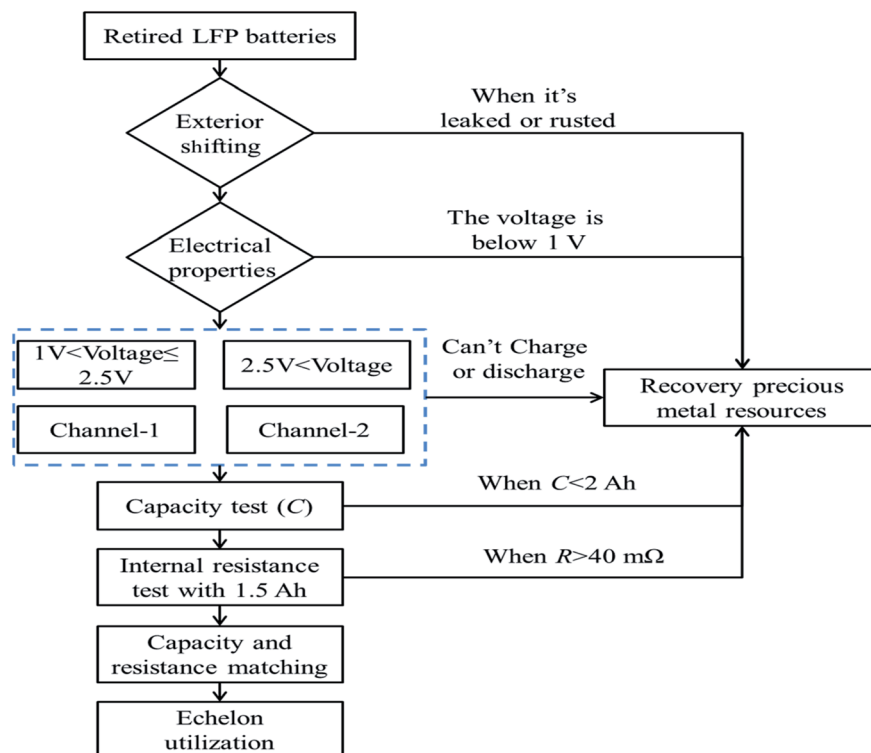 Retired LFP batteries
When it's
leaked or rusted
Exterior
shifting
The voltage is
below 1 V
Electrical
properties
1V<Voltage≤
2.5V
2.5V<Voltage
Can't Charge
or discharge
Recovery precious
metal resources
Channel-1
Channel-2
Capacity test (C)
When C<2 Ah
Internal resistance
test with 1.5 Ah
When R>40 mΩ
Capacity and
resistance matching
Echelon
utilization